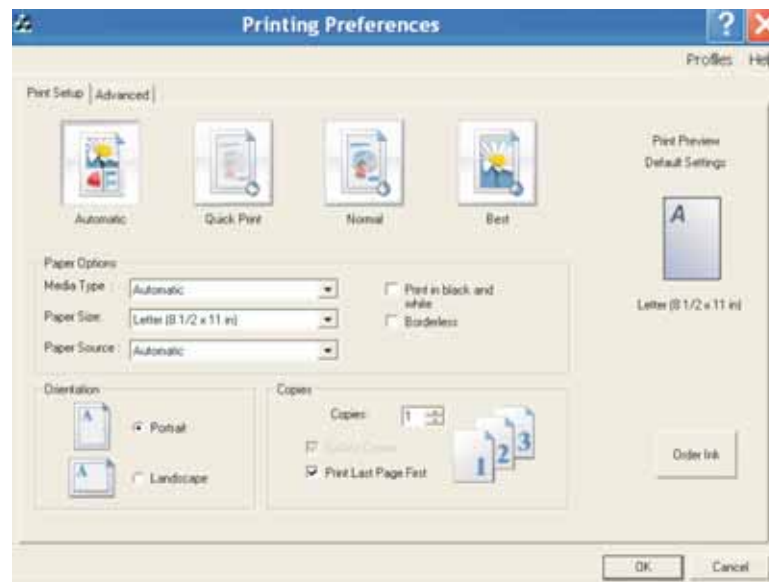 Printing Preferences
?
X
Profiles Hel
Print Setup Advanced
Automatic
Quick Print
Normal
Best
Print Preview
Default Settings
A
Letter (8 1/2 x 11 in)
Paper Options
Media Type :
Automatic
Paper Size:
Letter (8 1/2 x 11 in)
Paper Source :
Automatic
Print in black and
white
Borderless
Orientation
A
Portrait
A
Landscape
Copies
Copies:
1
Print Last Page First
1 2 3
Order Ink
OK
Cancel